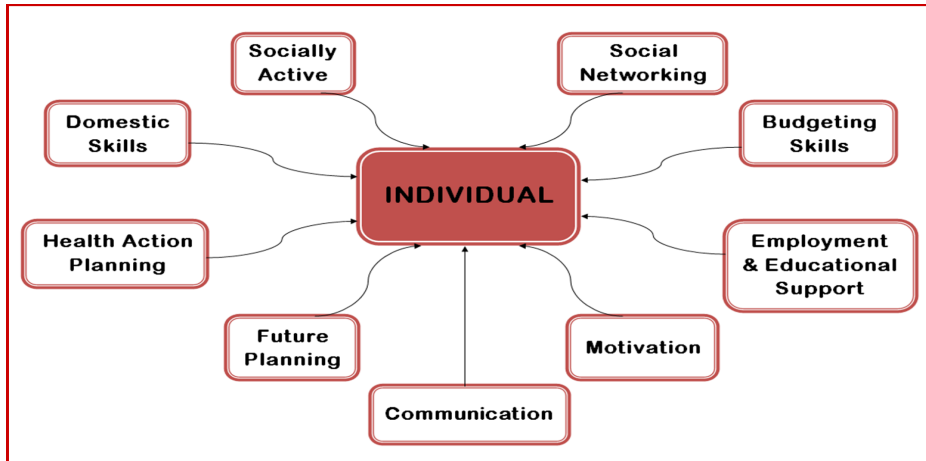 Socially
Active
Social
Networking
Domestic
Skills
Budgeting
Skills
INDIVIDUAL
Health Action
Planning
Employment
& Educational
Support
Future
Planning
Motivation
Communication